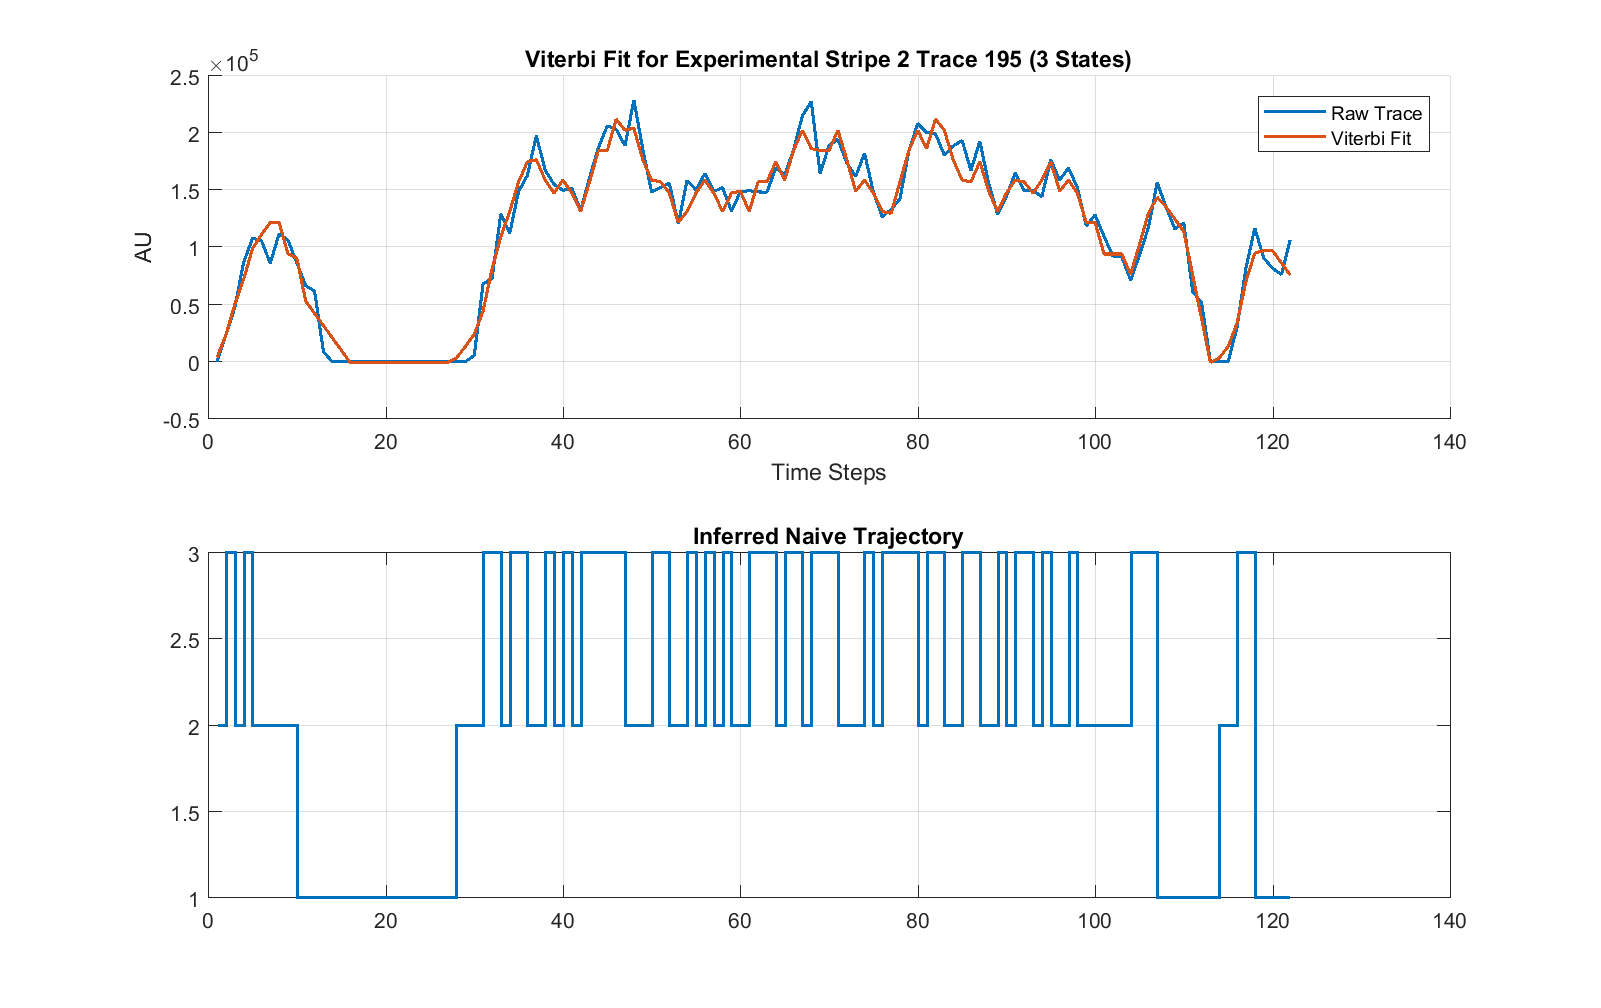 Viterbi Fit for Experimental Stripe 2 Trace 195 (3 States)
×10^5
2.5
2
1.5
1
0.5
0
-0.5
AU
Raw Trace
Viterbi Fit
0 20 40 60 80 100 120 140
Time Steps
Inferred Naive Trajectory
3
2.5
2
1.5
1
0 20 40 60 80 100 120 140